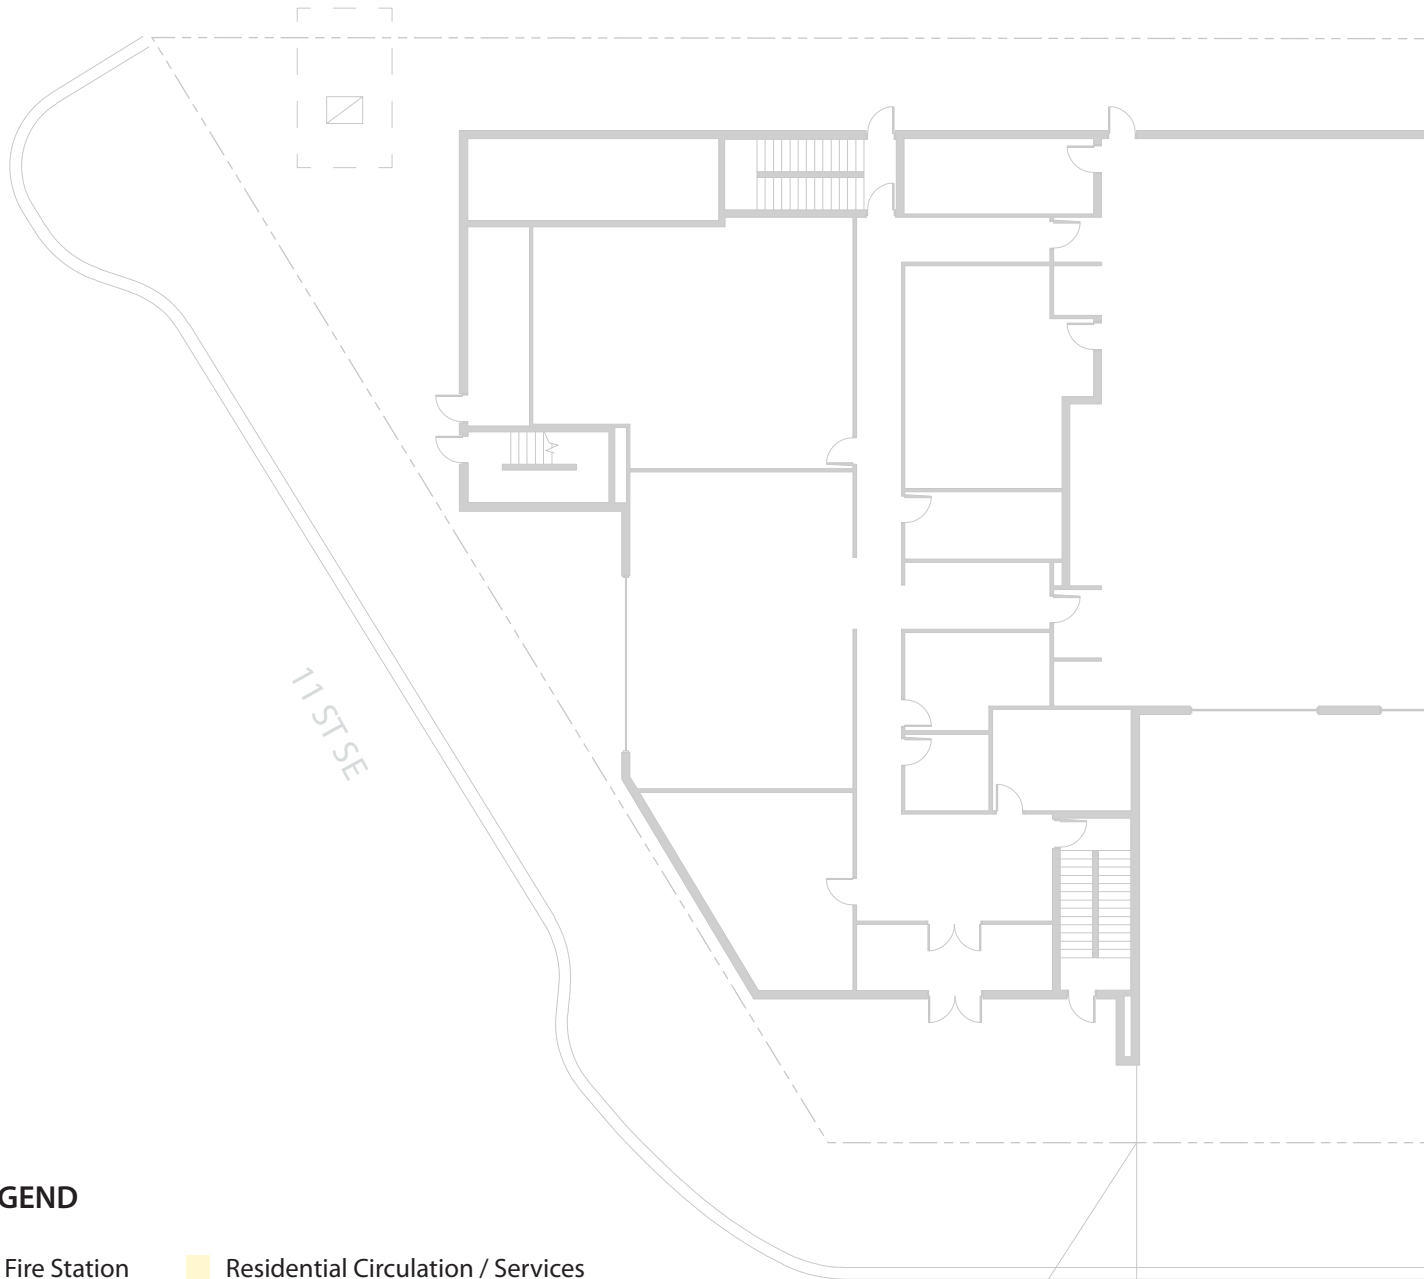 11 ST SE
GEND
Fire Station
Residential Circulation / Services